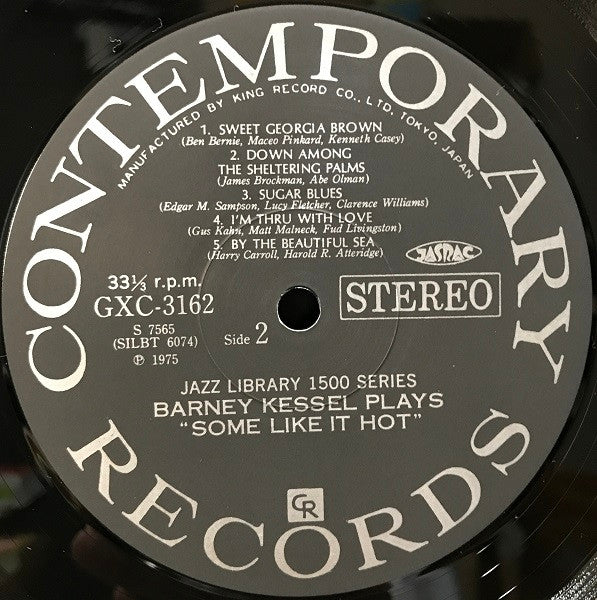 CONTEMPORARY
MANUFACTURED BY KING RECORD CO., LTD, TOKYO, JAPAN
1. SWEET GEORGIA BROWN
(Ben Bernie, Maceo Pinkard, Kenneth Casey)
2. DOWN AMONG
THE SHELTERING PALMS
(James Brockman, Abe Olman)
3. SUGAR BLUES
(Edgar M. Sampson, Lucy Fletcher, Clarence Williams)
4. I'M THRU WITH LOVE
(Gus Kahn, Matt Malneck, Fud Livingston)
5. BY THE BEAUTIFUL SEA
(Harry Carroll, Harold R. Atteridge)
JASRAC
33⅓ r.p.m.
GXC-3162
STEREO
S 7565
(SILBT 6074)
Side 2
℗ 1975
JAZZ LIBRARY 1500 SERIES
BARNEY KESSEL PLAYS
"SOME LIKE IT HOT"
CR
RECORDS